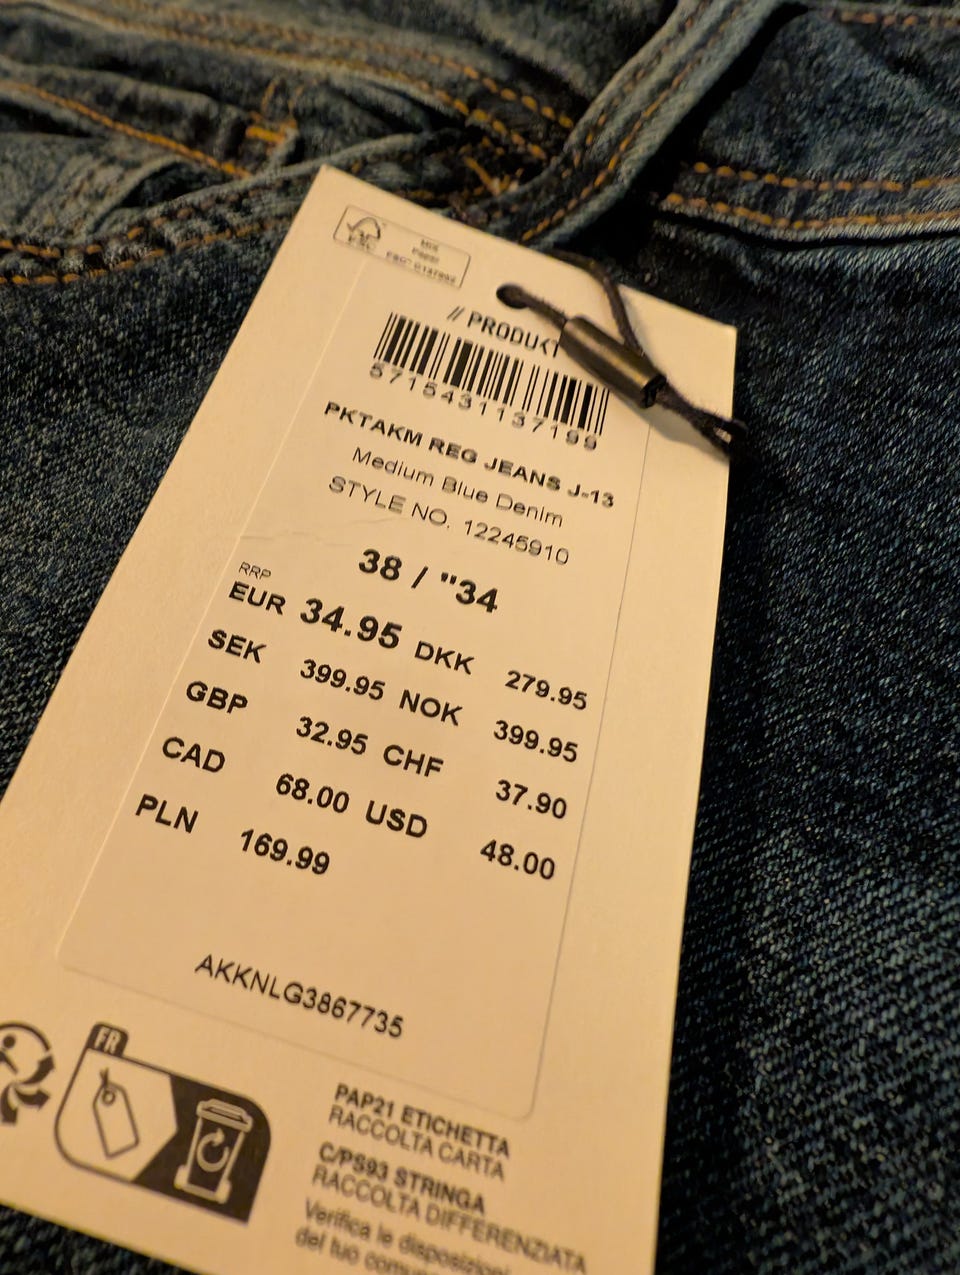 FSC
MIX
Paper
// PRODUKT
5715431137199
PKTAKM REG JEANS J-13
Medium Blue Denim
STYLE NO. 12245910
38 / "34
RRP
EUR 34.95 DKK 279.95
SEK 399.95 NOK 399.95
GBP 32.95 CHF 37.90
CAD 68.00 USD 48.00
PLN 169.99
AKKNLG3867735
FR
PAP21 ETICHETTA
RACCOLTA CARTA
C/PS93 STRINGA
RACCOLTA DIFFERENZIATA
Verifica le disposizioni
del tuo